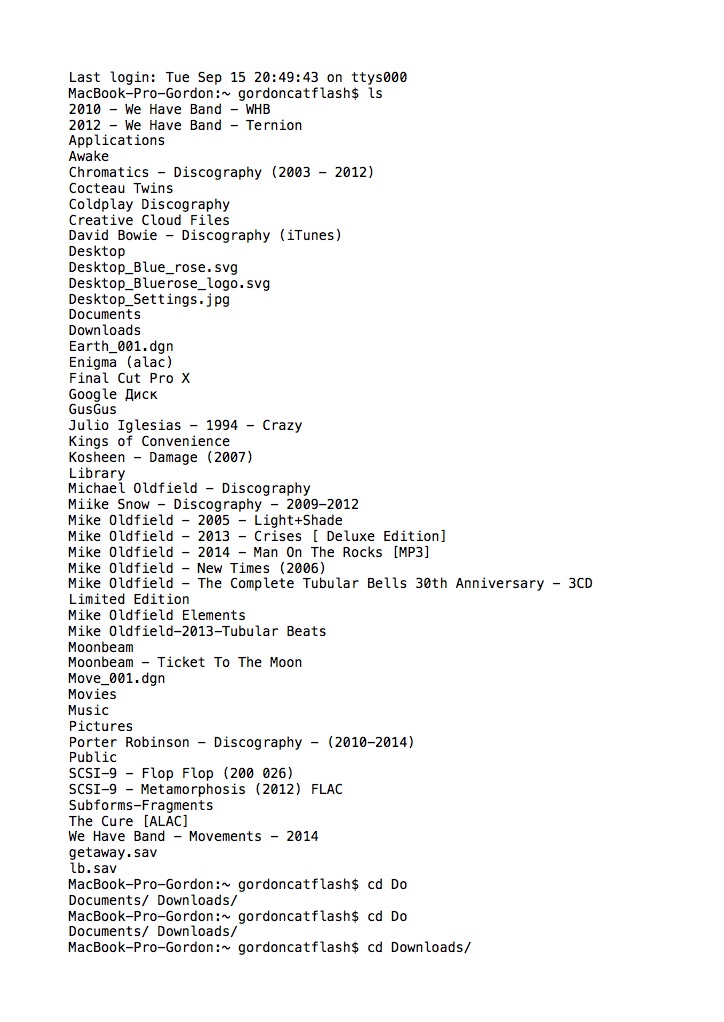 Last login: Tue Sep 15 20:49:43 on ttys000
MacBook-Pro-Gordon:~ gordoncatflash$ ls
2010 - We Have Band - WHB
2012 - We Have Band - Ternion
Applications
Awake
Chromatics - Discography (2003 - 2012)
Cocteau Twins
Coldplay Discography
Creative Cloud Files
David Bowie - Discography (iTunes)
Desktop
Desktop_Blue_rose.svg
Desktop_Bluerose_logo.svg
Desktop_Settings.jpg
Documents
Downloads
Earth_001.dgn
Enigma (alac)
Final Cut Pro X
Google Диск
GusGus
Julio Iglesias - 1994 - Crazy
Kings of Convenience
Kosheen - Damage (2007)
Library
Michael Oldfield - Discography
Miike Snow - Discography - 2009-2012
Mike Oldfield - 2005 - Light+Shade
Mike Oldfield - 2013 - Crises [ Deluxe Edition]
Mike Oldfield - 2014 - Man On The Rocks [MP3]
Mike Oldfield - New Times (2006)
Mike Oldfield - The Complete Tubular Bells 30th Anniversary - 3CD
Limited Edition
Mike Oldfield Elements
Mike Oldfield-2013-Tubular Beats
Moonbeam
Moonbeam - Ticket To The Moon
Move_001.dgn
Movies
Music
Pictures
Porter Robinson - Discography - (2010-2014)
Public
SCSI-9 - Flop Flop (200 026)
SCSI-9 - Metamorphosis (2012) FLAC
Subforms-Fragments
The Cure [ALAC]
We Have Band - Movements - 2014
getaway.sav
lb.sav
MacBook-Pro-Gordon:~ gordoncatflash$ cd Do
Documents/ Downloads/
MacBook-Pro-Gordon:~ gordoncatflash$ cd Do
Documents/ Downloads/
MacBook-Pro-Gordon:~ gordoncatflash$ cd Downloads/